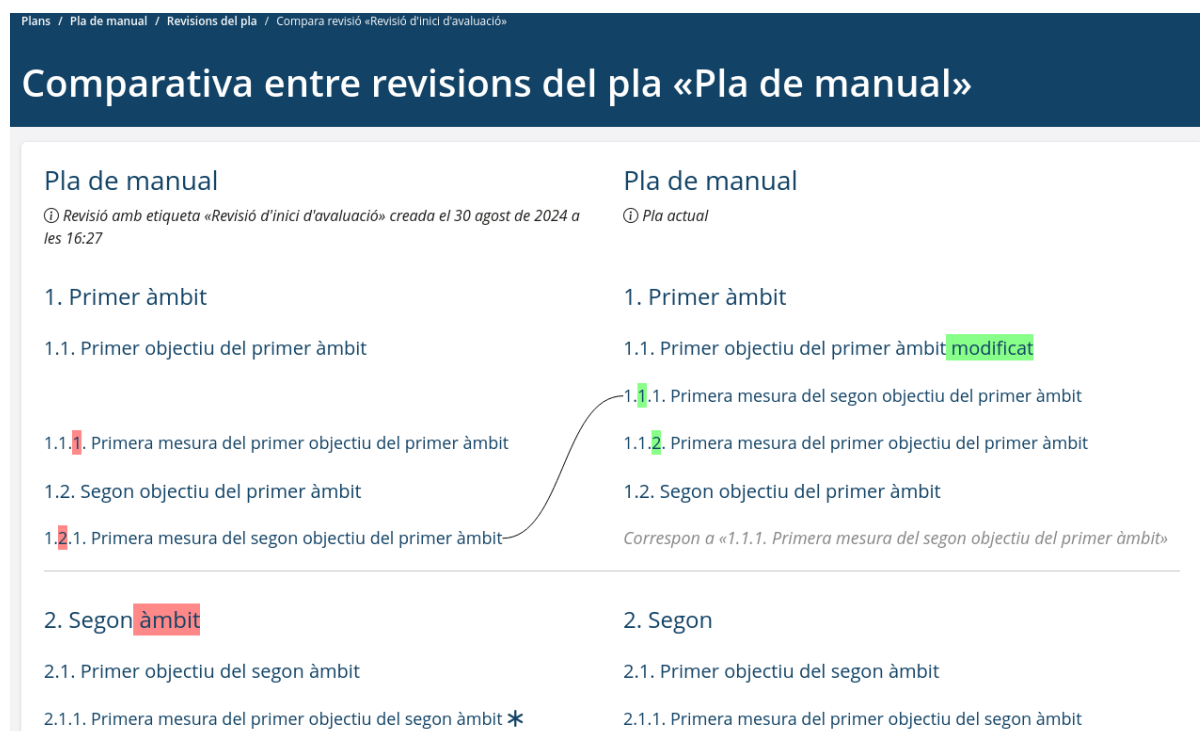 Plans / Pla de manual / Revisions del pla / Compara revisió «Revisió d'inici d'avaluació»
Comparativa entre revisions del pla «Pla de manual»
Pla de manual
Revisió amb etiqueta «Revisió d'inici d'avaluació» creada el 30 agost de 2024 a
les 16:27
1. Primer àmbit
1.1. Primer objectiu del primer àmbit
1.1.1. Primera mesura del primer objectiu del primer àmbit
1.2. Segon objectiu del primer àmbit
1.2.1. Primera mesura del segon objectiu del primer àmbit
Pla de manual
Pla actual
1. Primer àmbit
1.1. Primer objectiu del primer àmbit modificat
1.1.1. Primera mesura del segon objectiu del primer àmbit
1.1.2. Primera mesura del primer objectiu del primer àmbit
1.2. Segon objectiu del primer àmbit
Correspon a «1.1.1. Primera mesura del segon objectiu del primer àmbit»
2. Segon àmbit
2.1. Primer objectiu del segon àmbit
2.1.1. Primera mesura del primer objectiu del segon àmbit *
2. Segon
2.1. Primer objectiu del segon àmbit
2.1.1. Primera mesura del primer objectiu del segon àmbit